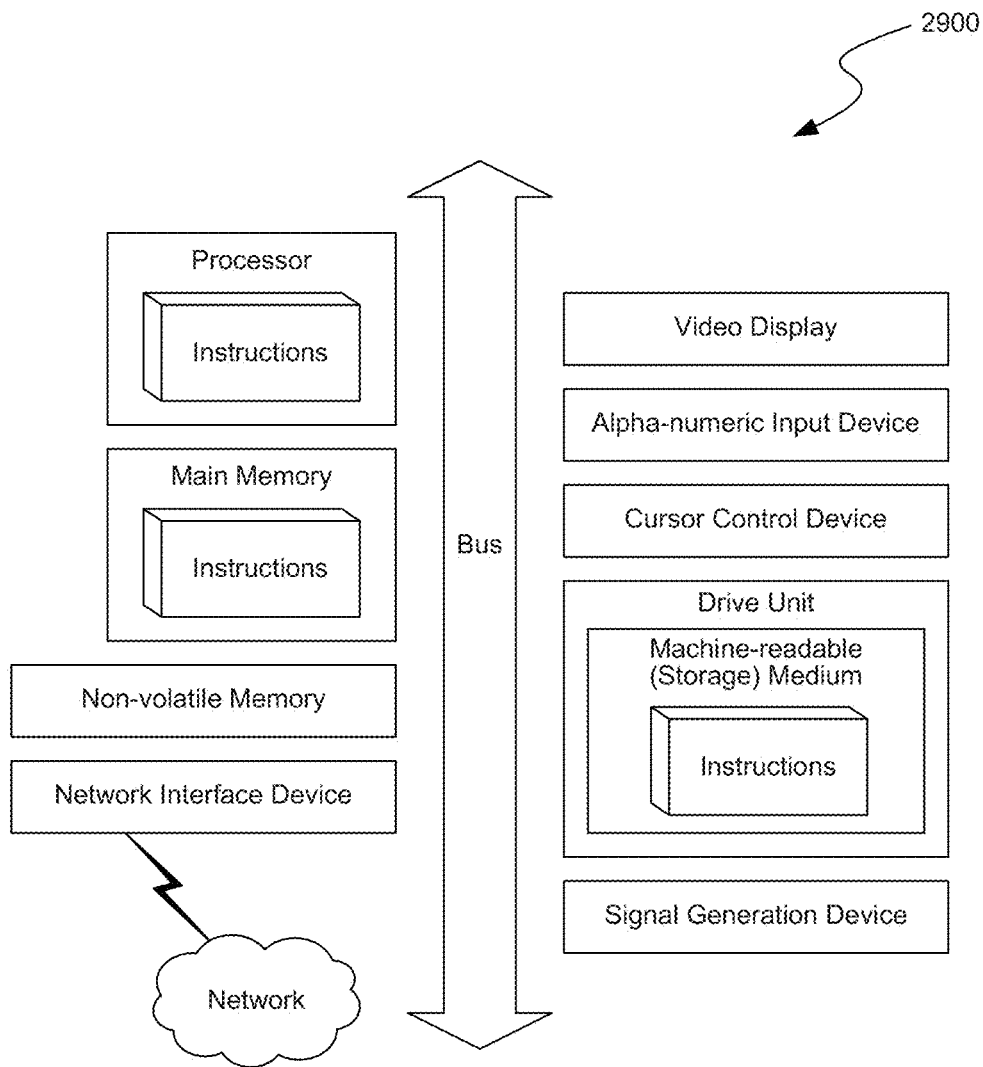 2900
Processor
Instructions
Main Memory
Instructions
Non-volatile Memory
Network Interface Device
Network
Bus
Video Display
Alpha-numeric Input Device
Cursor Control Device
Drive Unit
Machine-readable
(Storage) Medium
Instructions
Signal Generation Device